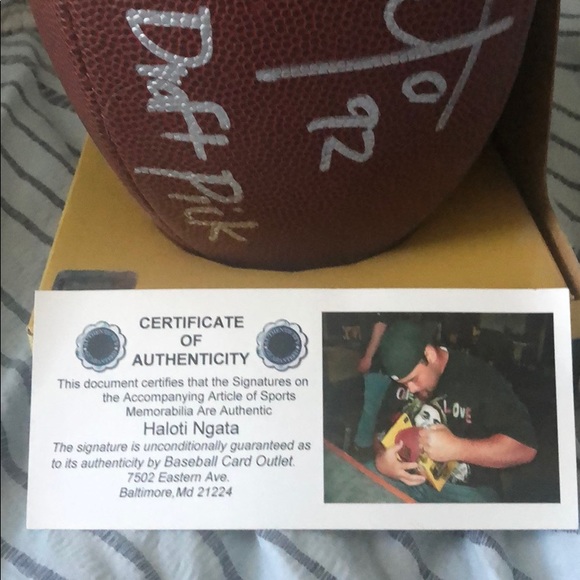 Draft Pick
92
CERTIFICATE
OF
AUTHENTICITY
This document certifies that the Signatures on
the Accompanying Article of Sports
Memorabilia Are Authentic
Haloti Ngata
The signature is unconditionally guaranteed as
to its authenticity by Baseball Card Outlet.
7502 Eastern Ave.
Baltimore,Md 21224
LOVE